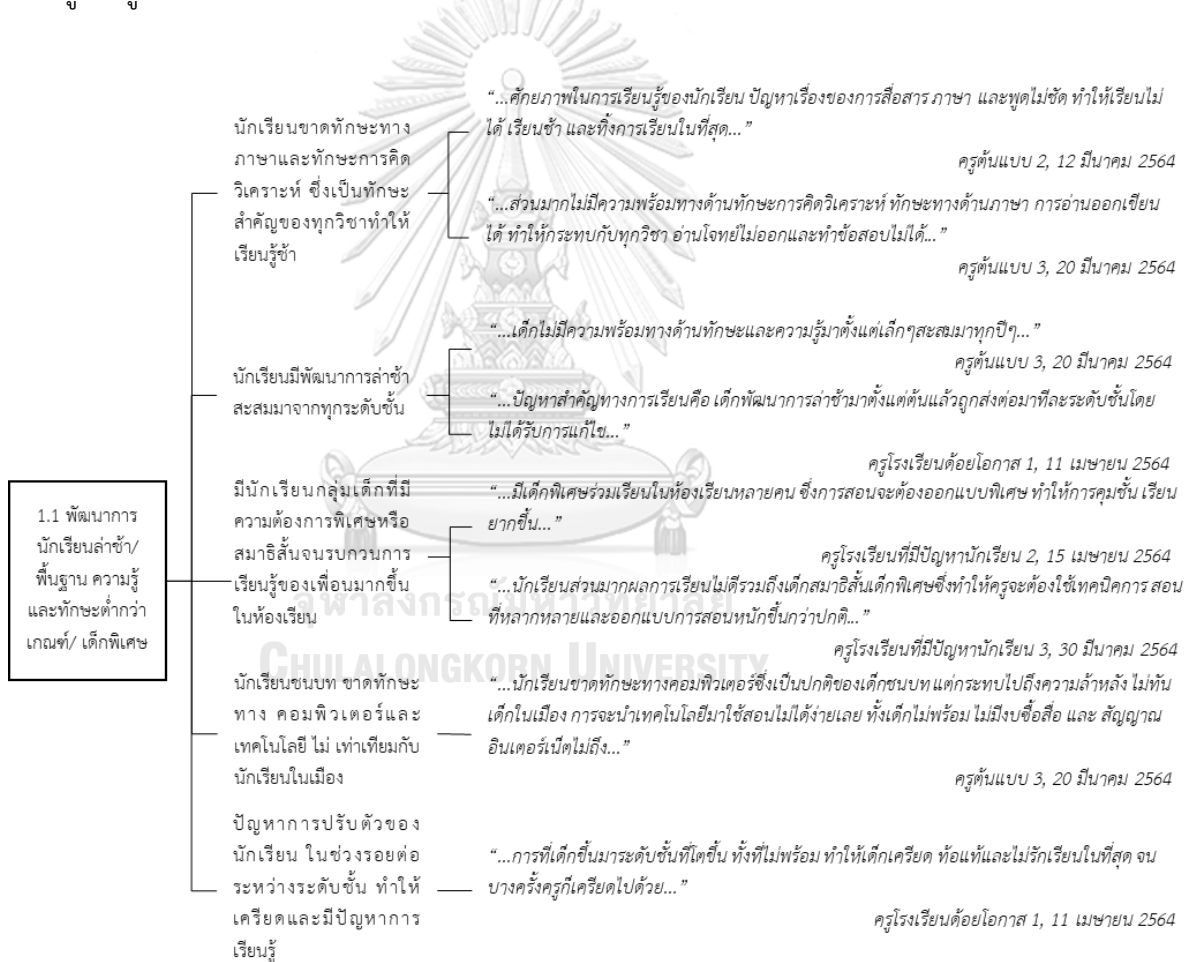 1.1 พัฒนาการ
นักเรียนล่าช้า/
พื้นฐาน ความรู้
และทักษะต่ำกว่า
เกณฑ์/ เด็กพิเศษ
นักเรียนขาดทักษะทาง
ภาษาและทักษะการคิด
วิเคราะห์ ซึ่งเป็นทักษะ
สำคัญของทุกวิชาทำให้
เรียนรู้ช้า
“...ศักยภาพในการเรียนรู้ของนักเรียน ปัญหาเรื่องของการสื่อสาร ภาษา และพูดไม่ชัด ทำให้เรียนไม่
ได้ เรียนช้า และทิ้งการเรียนในที่สุด...”
ครูต้นแบบ 2, 12 มีนาคม 2564
“...ส่วนมากไม่มีความพร้อมทางด้านทักษะการคิดวิเคราะห์ ทักษะทางด้านภาษา การอ่านออกเขียน
ได้ ทำให้กระทบกับทุกวิชา อ่านโจทย์ไม่ออกและทำข้อสอบไม่ได้...”
ครูต้นแบบ 3, 20 มีนาคม 2564
นักเรียนมีพัฒนาการล่าช้า
สะสมมาจากทุกระดับชั้น
“...เด็กไม่มีความพร้อมทางด้านทักษะและความรู้มาตั้งแต่เล็กๆสะสมมาทุกปีๆ...”
ครูต้นแบบ 3, 20 มีนาคม 2564
“...ปัญหาสำคัญทางการเรียนคือ เด็กพัฒนาการล่าช้ามาตั้งแต่ต้นแล้วถูกส่งต่อมาทีละระดับชั้นโดย
ไม่ได้รับการแก้ไข...”
ครูโรงเรียนด้อยโอกาส 1, 11 เมษายน 2564
มีนักเรียนกลุ่มเด็กที่มี
ความต้องการพิเศษหรือ
สมาธิสั้นจนรบกวนการ
เรียนรู้ของเพื่อนมากขึ้น
ในห้องเรียน
“...มีเด็กพิเศษร่วมเรียนในห้องเรียนหลายคน ซึ่งการสอนจะต้องออกแบบพิเศษ ทำให้การคุมชั้น เรียน
ยากขึ้น...”
ครูโรงเรียนที่มีปัญหานักเรียน 2, 15 เมษายน 2564
“...นักเรียนส่วนมากผลการเรียนไม่ดีรวมถึงเด็กสมาธิสั้นเด็กพิเศษซึ่งทำให้ครูจะต้องใช้เทคนิคการ สอน
ที่หลากหลายและออกแบบการสอนหนักขึ้นกว่าปกติ...”
ครูโรงเรียนที่มีปัญหานักเรียน 3, 30 มีนาคม 2564
จุฬาลงกรณ์มหาวิทยาลัย
CHULALONGKORN UNIVERSITY
นักเรียนชนบท ขาดทักษะ
ทาง คอมพิวเตอร์และ
เทคโนโลยี ไม่ เท่าเทียมกับ
นักเรียนในเมือง
“...นักเรียนขาดทักษะทางคอมพิวเตอร์ซึ่งเป็นปกติของเด็กชนบท แต่กระทบไปถึงความล้าหลัง ไม่ทัน
เด็กในเมือง การจะนำเทคโนโลยีมาใช้สอนไม่ได้ง่ายเลย ทั้งเด็กไม่พร้อม ไม่มีงบซื้อสื่อ และ สัญญาณ
อินเตอร์เน็ตไม่ถึง...”
ครูต้นแบบ 3, 20 มีนาคม 2564
ปัญหาการปรับตัวของ
นักเรียน ในช่วงรอยต่อ
ระหว่างระดับชั้น ทำให้
เครียดและมีปัญหาการ
เรียนรู้
“...การที่เด็กขึ้นมาระดับชั้นที่โตขึ้น ทั้งที่ไม่พร้อม ทำให้เด็กเครียด ท้อแท้และไม่รักเรียนในที่สุด จน
บางครั้งครูก็เครียดไปด้วย...”
ครูโรงเรียนด้อยโอกาส 1, 11 เมษายน 2564